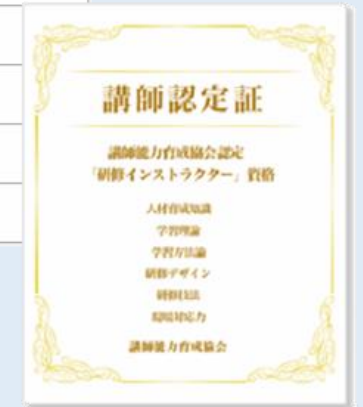 講師認定証
講師能力育成協会認定
「研修インストラクター」資格
人材育成知識
学習理論
学習方法論
研修デザイン
研修技法
現場対応力
講師能力育成協会